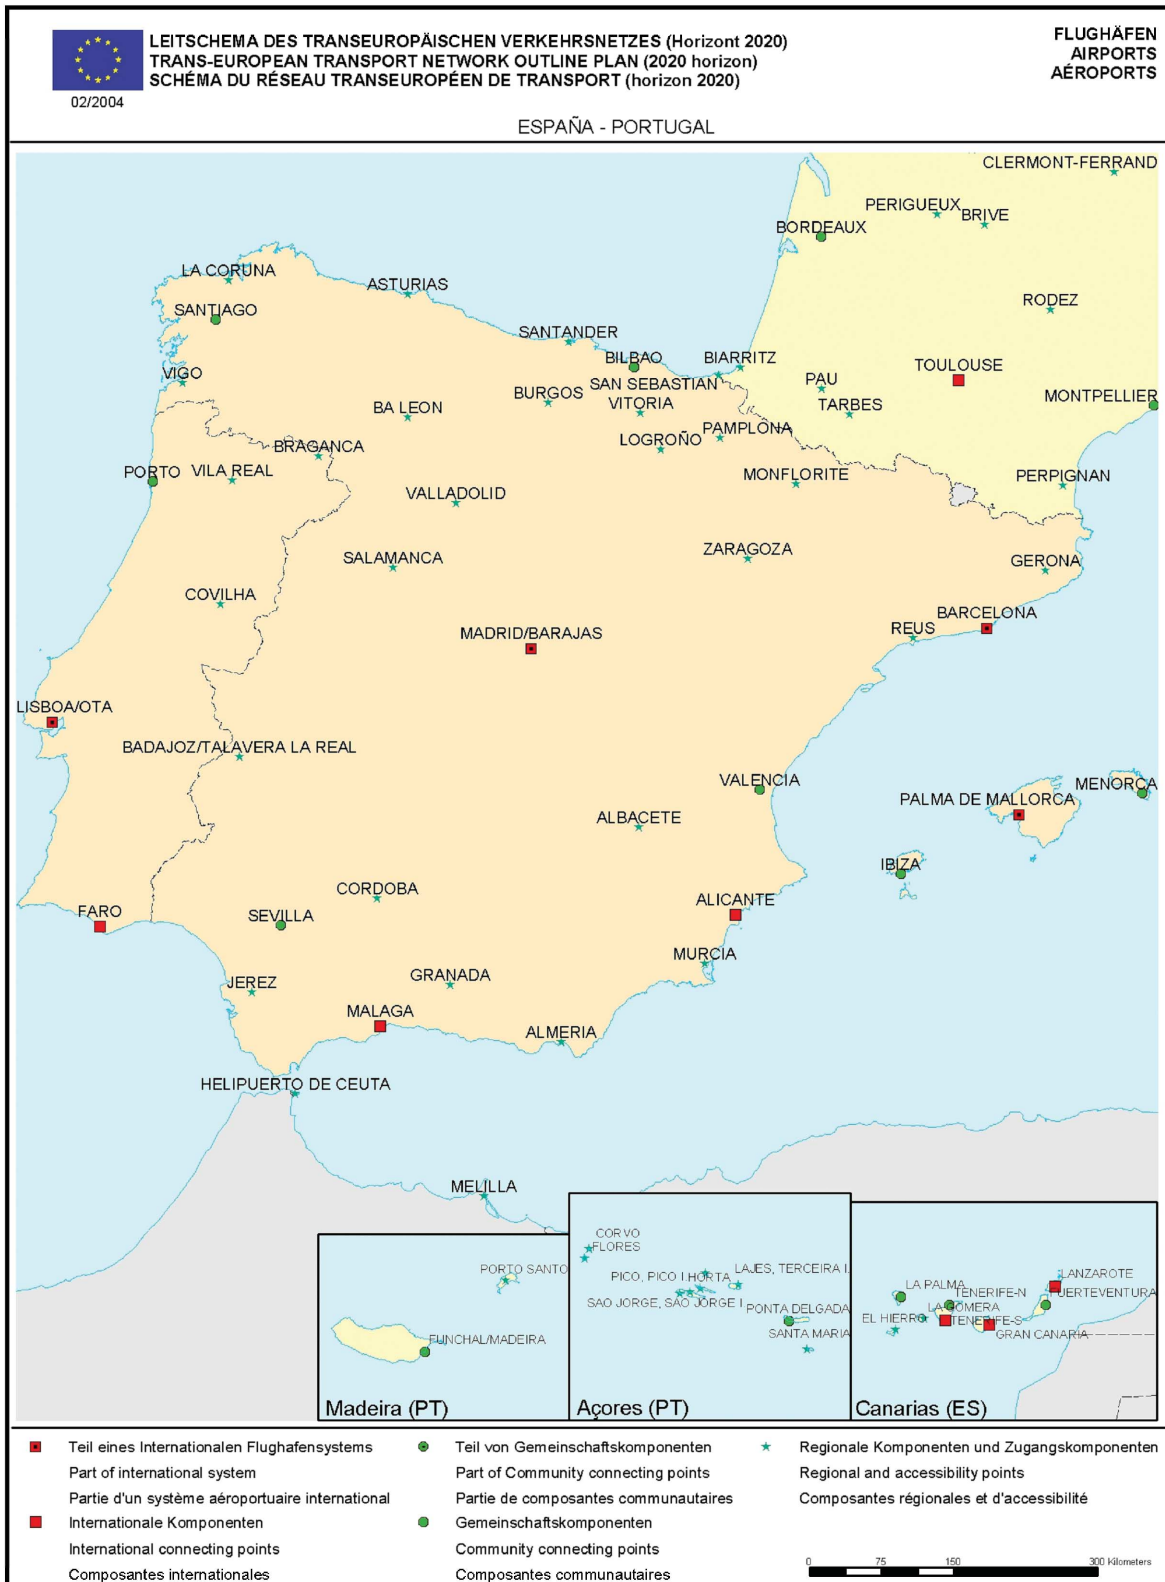 LEITSCHEMA DES TRANSEUROPÄISCHEN VERKEHRSNETZES (Horizont 2020)
TRANS-EUROPEAN TRANSPORT NETWORK OUTLINE PLAN (2020 horizon)
SCHÉMA DU RÉSEAU TRANSEUROPÉEN DE TRANSPORT (horizon 2020)
02/2004
FLUGHÄFEN
AIRPORTS
AÉROPORTS
ESPAÑA - PORTUGAL
CLERMONT-FERRAND
PERIGUEUX
BRIVE
BORDEAUX
LA CORUNA
ASTURIAS
SANTIAGO
RODEZ
SANTANDER
BILBAO
BIARRITZ
TOULOUSE
VIGO
SAN SEBASTIAN
PAU
BURGOS
VITORIA
MONTPELLIER
BA LEON
TARBES
PAMPLONA
LOGROÑO
BRAGANCA
PORTO
VILA REAL
MONFLORITE
PERPIGNAN
VALLADOLID
ZARAGOZA
SALAMANCA
GERONA
COVILHA
BARCELONA
MADRID/BARAJAS
REUS
LISBOA/OTA
BADAJOZ/TALAVERA LA REAL
VALENCIA
MENORCA
PALMA DE MALLORCA
ALBACETE
IBIZA
CORDOBA
ALICANTE
FARO
SEVILLA
MURCIA
JEREZ
GRANADA
MALAGA
ALMERIA
HELIPUERTO DE CEUTA
MELILLA
PORTO SANTO
FUNCHAL/MADEIRA
Madeira (PT)
CORVO
FLORES
PICO, PICO I.
HORTA
LAJES, TERCEIRA I.
SAO JORGE, SAO JORGE I
PONTA DELGADA
SANTA MARIA
Açores (PT)
LANZAROTE
LA PALMA
TENERIFE-N
FUERTEVENTURA
LA GOMERA
EL HIERRO
TENERIFE-S
GRAN CANARIA
Canarias (ES)
Teil eines Internationalen Flughafensystems
Part of international system
Partie d'un système aéroportuaire international
Internationale Komponenten
International connecting points
Composantes internationales
Teil von Gemeinschaftskomponenten
Part of Community connecting points
Partie de composantes communautaires
Gemeinschaftskomponenten
Community connecting points
Composantes communautaires
Regionale Komponenten und Zugangskomponenten
Regional and accessibility points
Composantes régionales et d'accessibilité
0 75 150 300 Kilometers